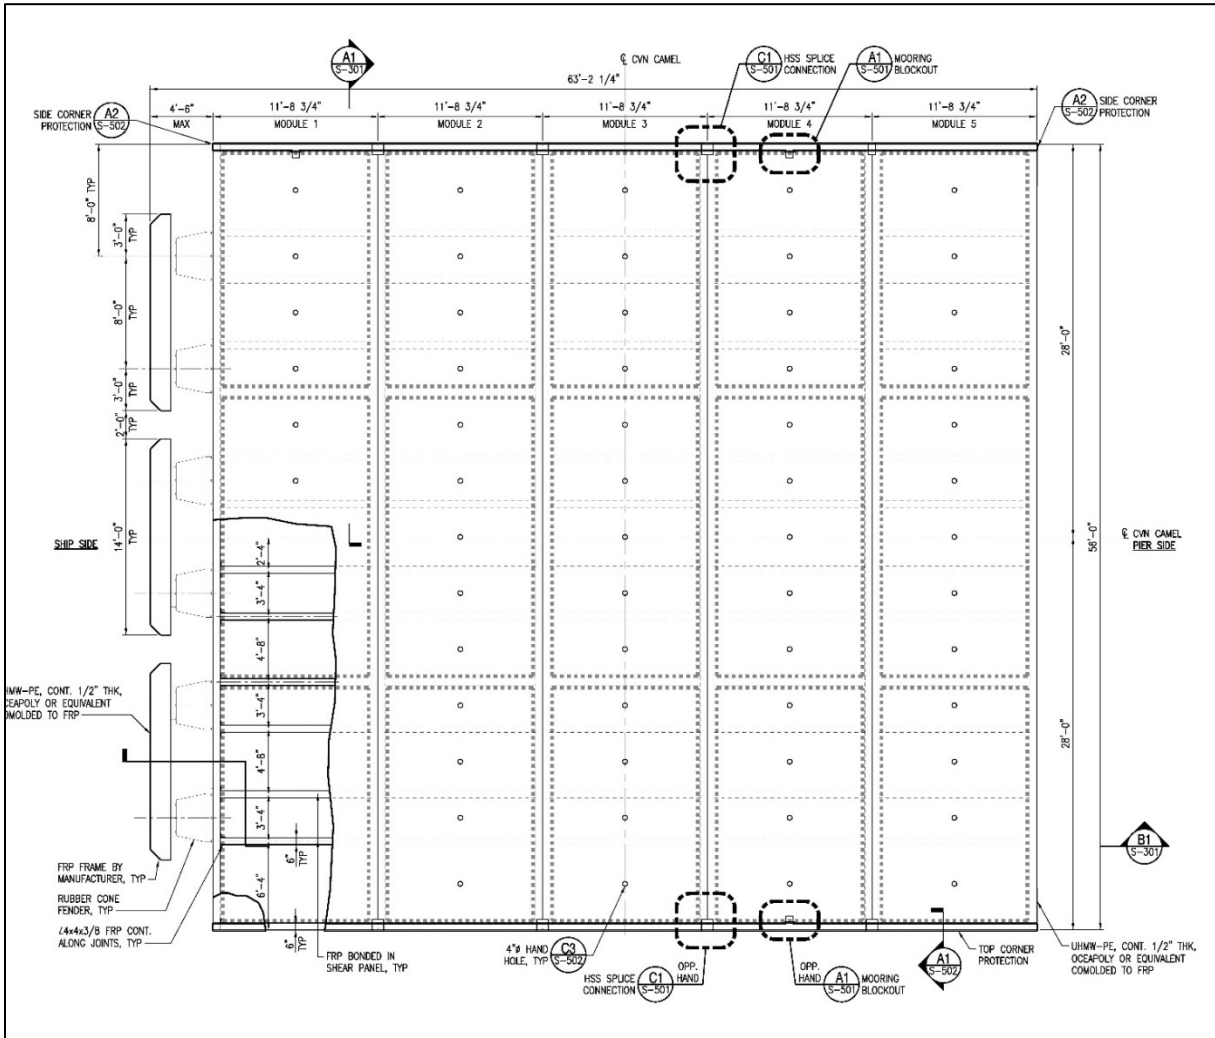 A1
S-301
℄ CVN CAMEL
63'-2 1/4"
C1
S-501
HSS SPLICE
CONNECTION
A1
S-501
MOORING
BLOCKOUT
SIDE CORNER
PROTECTION
A2
S-502
4'-6"
MAX
11'-8 3/4"
MODULE 1
11'-8 3/4"
MODULE 2
11'-8 3/4"
MODULE 3
11'-8 3/4"
MODULE 4
11'-8 3/4"
MODULE 5
A2
S-502
SIDE CORNER
PROTECTION
8'-0" TYP
3'-0"
TYP
8'-0"
TYP
3'-0"
TYP
2'-0"
TYP
14'-0"
TYP
SHIP SIDE
28'-0"
56'-0"
℄ CVN CAMEL
PIER SIDE
28'-0"
2'-4"
3'-4"
4'-8"
3'-4"
4'-8"
3'-4"
6"
TYP
6'-4"
6"
TYP
HMW-PE, CONT. 1/2" THK,
CEAPOLY OR EQUIVALENT
OMOLDED TO FRP
FRP FRAME BY
MANUFACTURER, TYP
RUBBER CONE
FENDER, TYP
∠4x4x3/8 FRP CONT.
ALONG JOINTS, TYP
FRP BONDED IN
SHEAR PANEL, TYP
4"ø HAND
HOLE, TYP
C3
S-502
HSS SPLICE
CONNECTION
C1
S-501
OPP.
HAND
OPP.
HAND
A1
S-501
MOORING
BLOCKOUT
A1
S-502
TOP CORNER
PROTECTION
B1
S-301
UHMW-PE, CONT. 1/2" THK,
OCEAPOLY OR EQUIVALENT
COMOLDED TO FRP